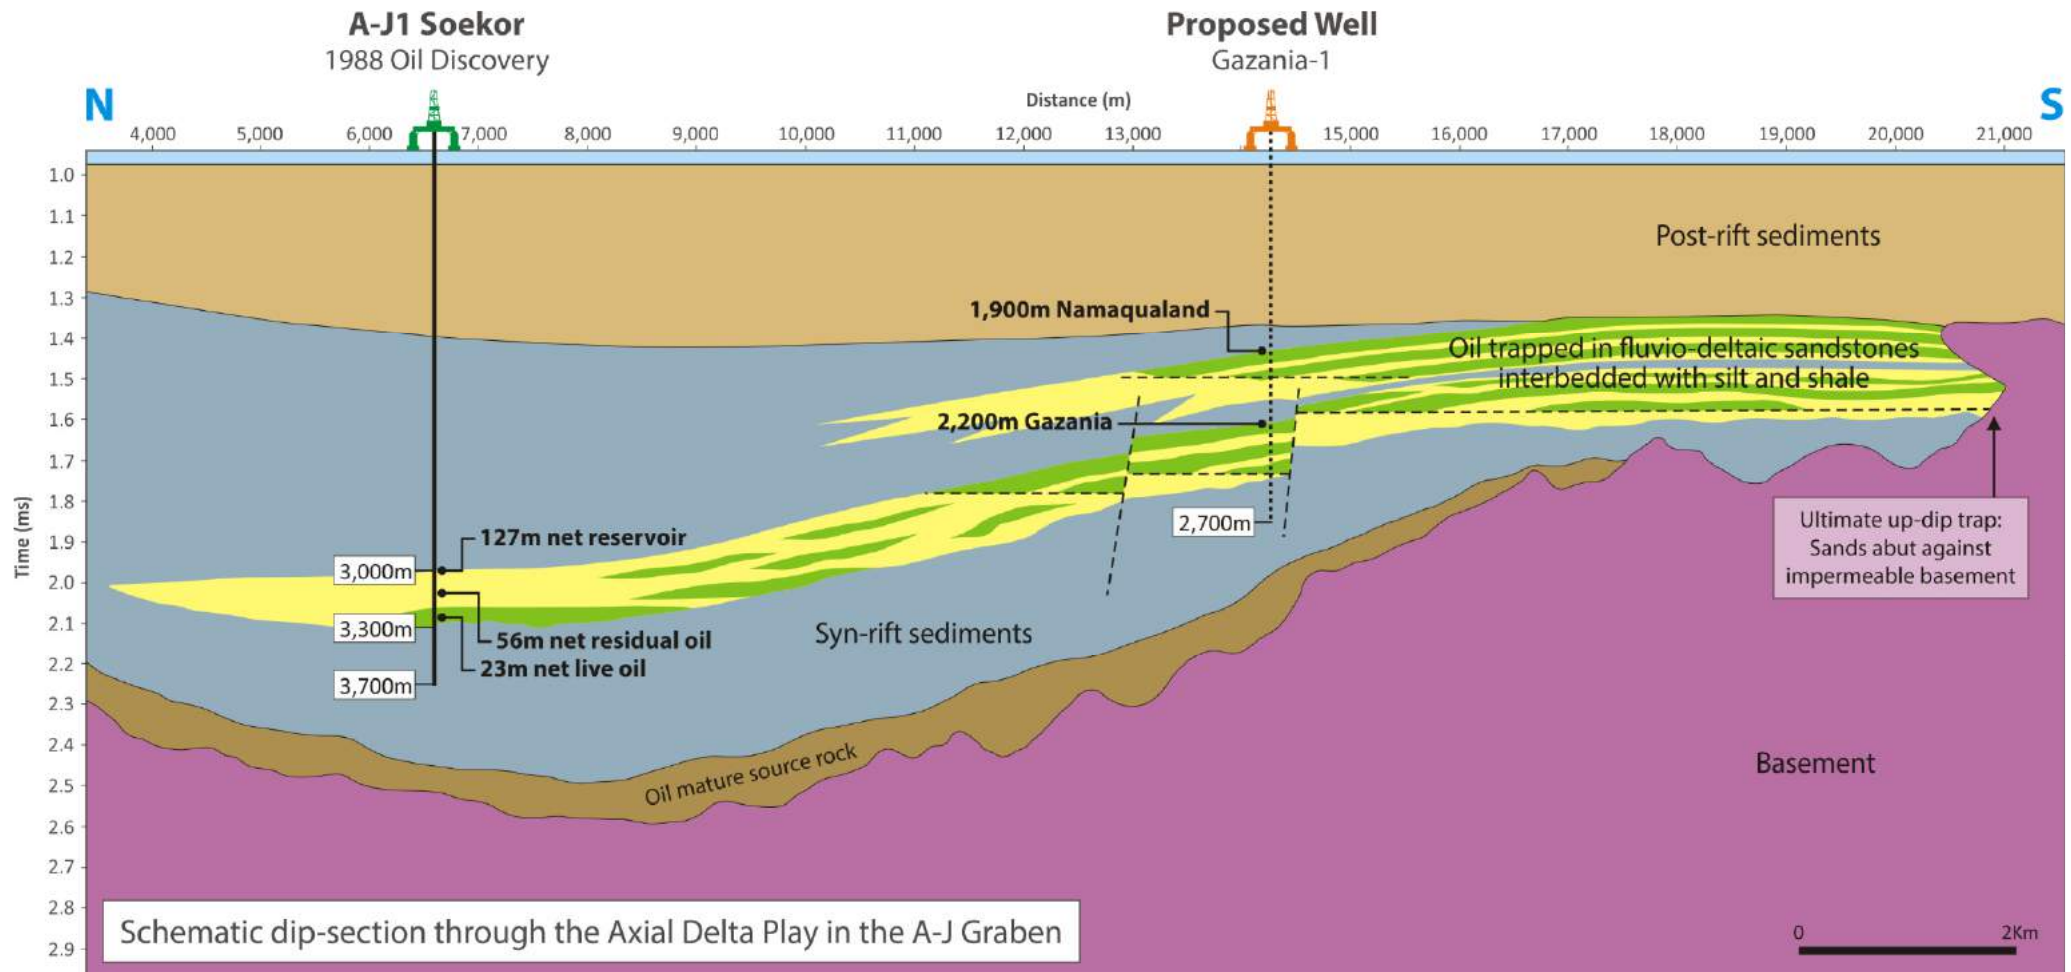 A-J1 Soekor
1988 Oil Discovery
Proposed Well
Gazania-1
N
Distance (m)
S
4,000
5,000
6,000
7,000
8,000
9,000
10,000
11,000
12,000
13,000
15,000
16,000
17,000
18,000
19,000
20,000
21,000
Time (ms)
1.0
1.1
1.2
1.3
1.4
1.5
1.6
1.7
1.8
1.9
2.0
2.1
2.2
2.3
2.4
2.5
2.6
2.7
2.8
2.9
Post-rift sediments
1,900m Namaqualand
Oil trapped in fluvio-deltaic sandstones
interbedded with silt and shale
2,200m Gazania
2,700m
Ultimate up-dip trap:
Sands abut against
impermeable basement
127m net reservoir
3,000m
3,300m
56m net residual oil
23m net live oil
3,700m
Syn-rift sediments
Oil mature source rock
Basement
Schematic dip-section through the Axial Delta Play in the A-J Graben
0
2Km